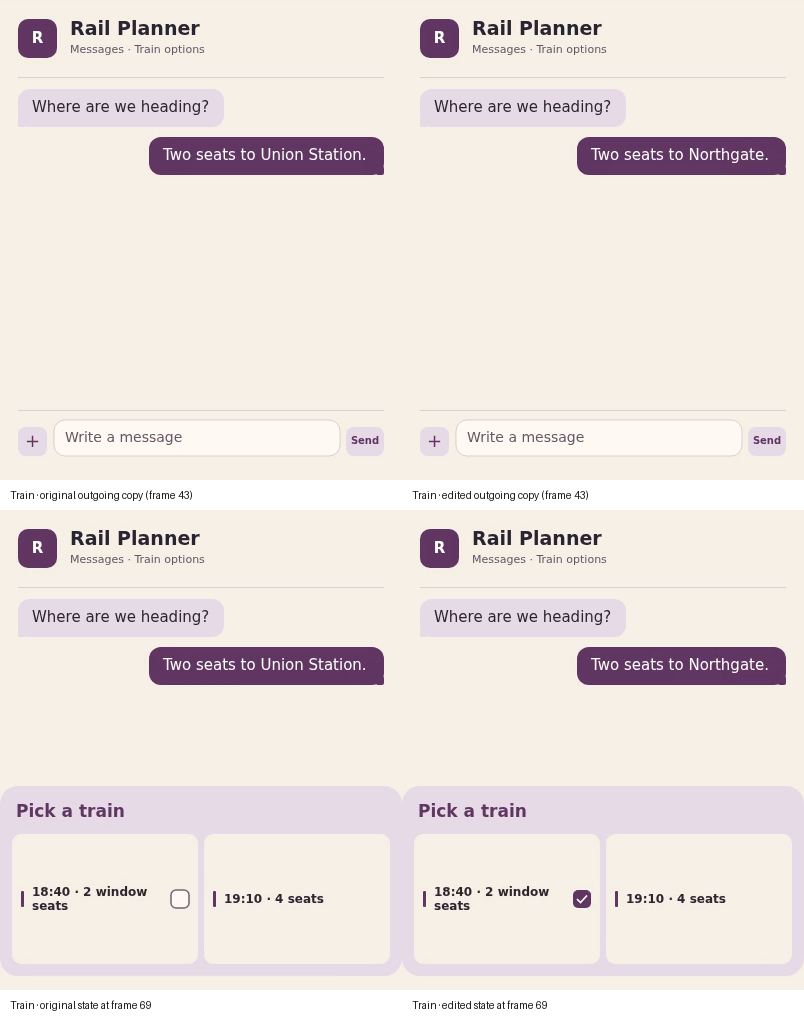 R
Rail Planner
Messages · Train options
Where are we heading?
Two seats to Union Station.
+
Write a message
Send
Train · original outgoing copy (frame 43)
R
Rail Planner
Messages · Train options
Where are we heading?
Two seats to Northgate.
+
Write a message
Send
Train · edited outgoing copy (frame 43)
R
Rail Planner
Messages · Train options
Where are we heading?
Two seats to Union Station.
Pick a train
18:40 · 2 window
seats
19:10 · 4 seats
Train · original state at frame 69
R
Rail Planner
Messages · Train options
Where are we heading?
Two seats to Northgate.
Pick a train
18:40 · 2 window
seats
19:10 · 4 seats
Train · edited state at frame 69